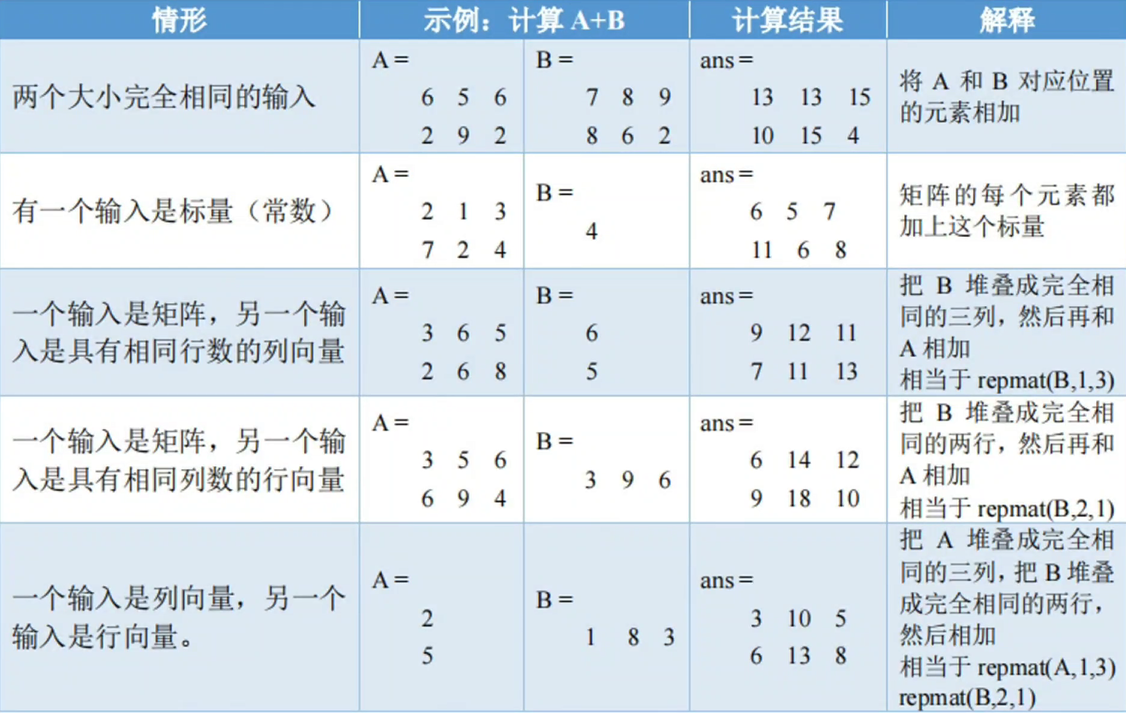 情形 示例：计算 A+B 计算结果 解释
两个大小完全相同的输入
A =
6 5 6
2 9 2
B =
7 8 9
8 6 2
ans =
13 13 15
10 15 4
将 A 和 B 对应位置
的元素相加
有一个输入是标量（常数）
A =
2 1 3
7 2 4
B =
4
ans =
6 5 7
11 6 8
矩阵的每个元素都
加上这个标量
一个输入是矩阵，另一个输
入是具有相同行数的列向量
A =
3 6 5
2 6 8
B =
6
5
ans =
9 12 11
7 11 13
把 B 堆叠成完全相
同的三列，然后再和
A 相加
相当于 repmat(B,1,3)
一个输入是矩阵，另一个输
入是具有相同列数的行向量
A =
3 5 6
6 9 4
B =
3 9 6
ans =
6 14 12
9 18 10
把 B 堆叠成完全相
同的两行，然后再和
A 相加
相当于 repmat(B,2,1)
一个输入是列向量，另一个
输入是行向量。
A =
2
5
B =
1 8 3
ans =
3 10 5
6 13 8
把 A 堆叠成完全相
同的三列，把 B 堆叠
成完全相同的两行，
然后相加
相当于 repmat(A,1,3)
repmat(B,2,1)